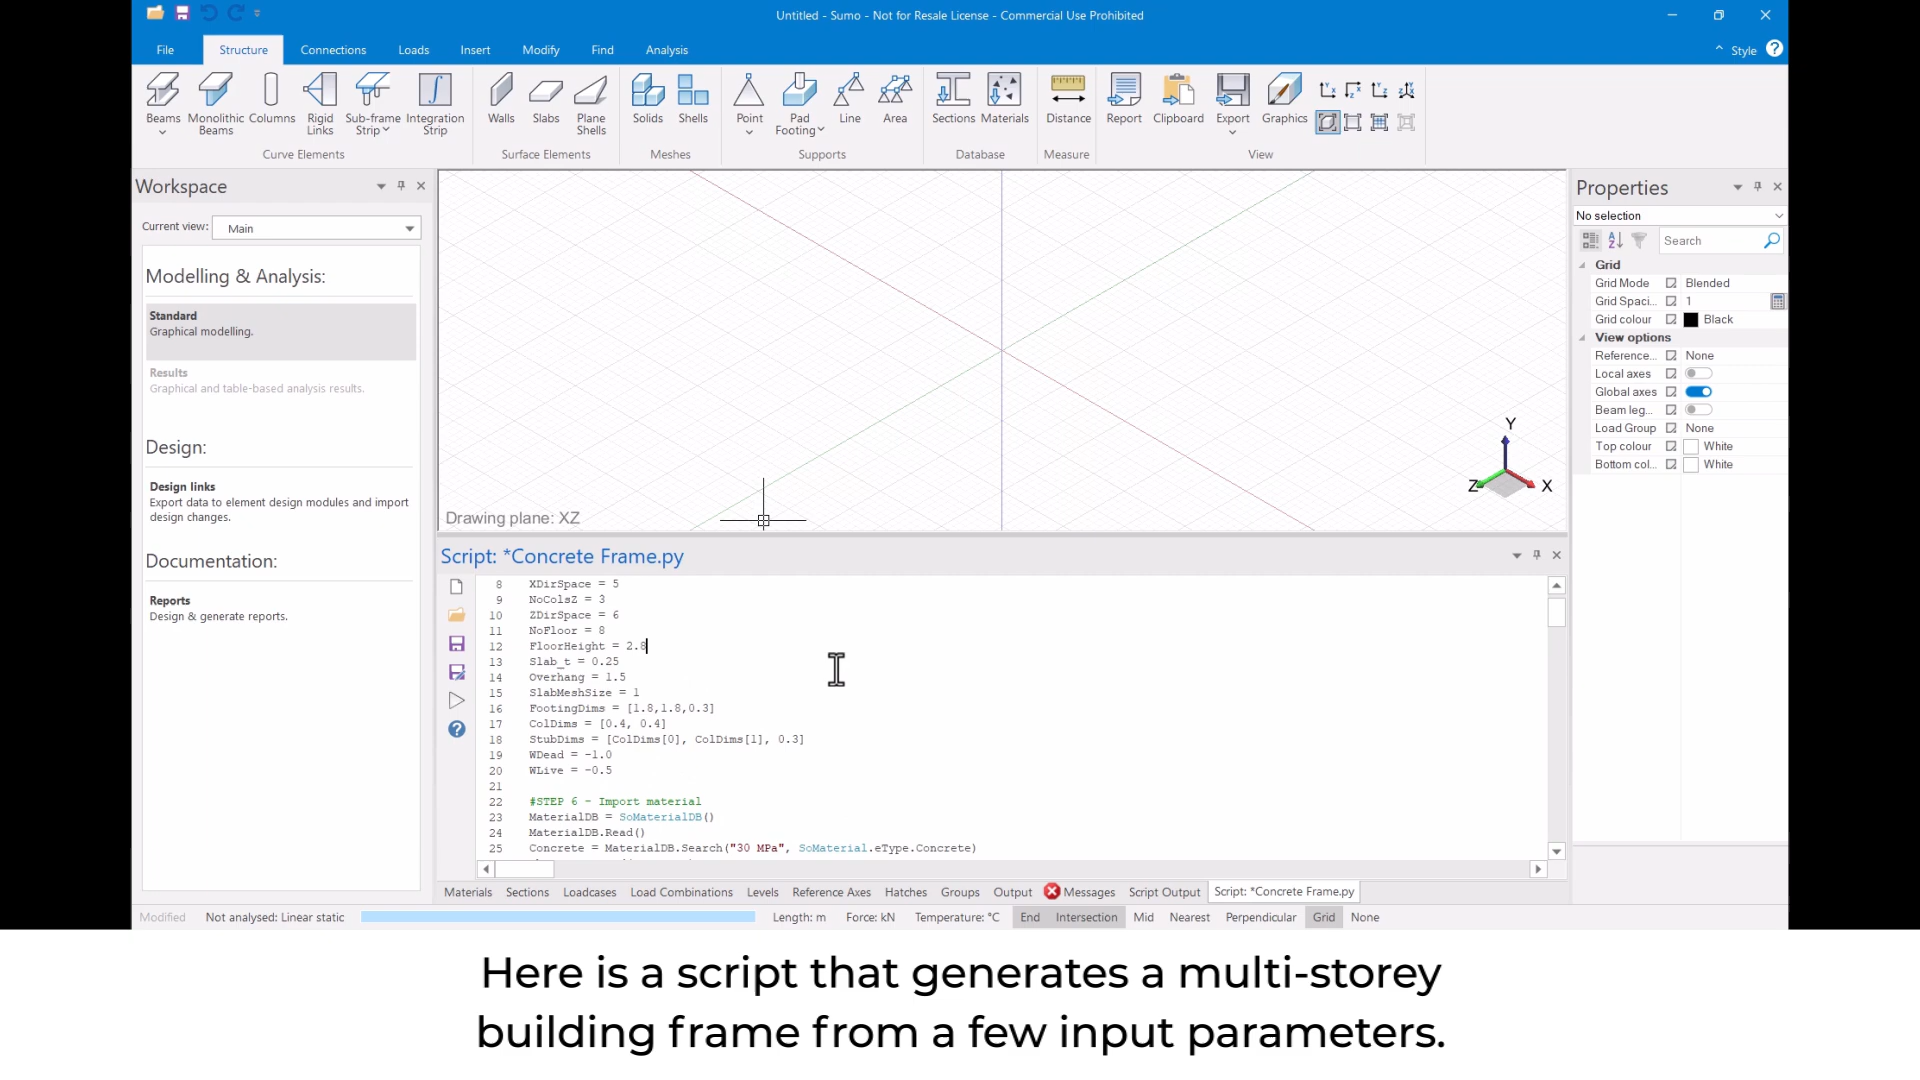 Untitled - Sumo - Not for Resale License - Commercial Use Prohibited
File Structure Connections Loads Insert Modify Find Analysis Style
Beams Monolithic Beams Columns Rigid Links Sub-frame Strip Integration Strip
Walls Slabs Plane Shells
Solids Shells
Point Pad Footing Line Area
Sections Materials
Distance
Report Clipboard Export Graphics
Curve Elements Surface Elements Meshes Supports Database Measure View
Workspace
Current view: Main
Modelling & Analysis:
Standard
Graphical modelling.
Results
Graphical and table-based analysis results.
Design:
Design links
Export data to element design modules and import
design changes.
Documentation:
Reports
Design & generate reports.
Y
Z X
Drawing plane: XZ
Script: *Concrete Frame.py
8 XDirSpace = 5
9 NoColsZ = 3
10 ZDirSpace = 6
11 NoFloor = 8
12 FloorHeight = 2.8
13 Slab_t = 0.25
14 Overhang = 1.5
15 SlabMeshSize = 1
16 FootingDims = [1.8,1.8,0.3]
17 ColDims = [0.4, 0.4]
18 StubDims = [ColDims[0], ColDims[1], 0.3]
19 WDead = -1.0
20 WLive = -0.5
21
22 #STEP 6 - Import material
23 MaterialDB = SoMaterialDB()
24 MaterialDB.Read()
25 Concrete = MaterialDB.Search("30 MPa", SoMaterial.eType.Concrete)
Materials Sections Loadcases Load Combinations Levels Reference Axes Hatches Groups Output Messages Script Output Script: *Concrete Frame.py
Properties
No selection
Search
Grid
Grid Mode Blended
Grid Spaci... 1
Grid colour Black
View options
Reference... None
Local axes
Global axes
Beam leg...
Load Group None
Top colour White
Bottom col... White
Modified Not analysed: Linear static Length: m Force: kN Temperature: °C End Intersection Mid Nearest Perpendicular Grid None
Here is a script that generates a multi-storey
building frame from a few input parameters.